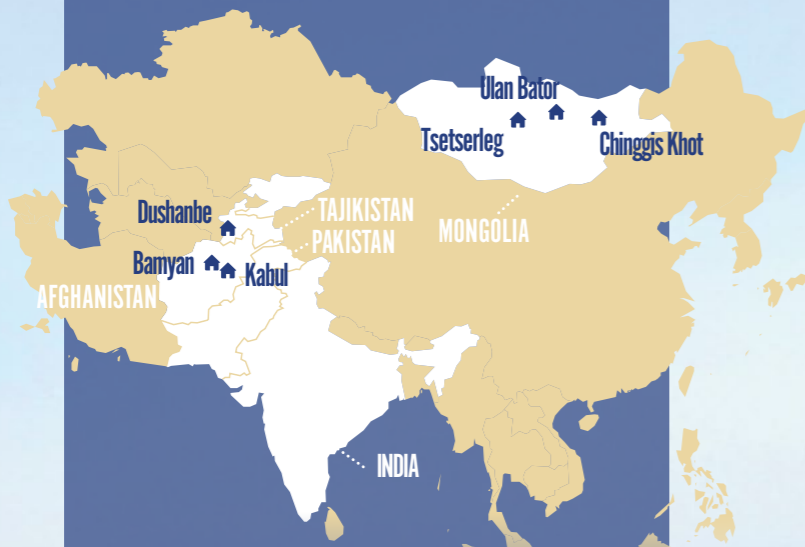 Ulan Bator
Tsetserleg
Chinggis Khot
Dushanbe
TAJIKISTAN
PAKISTAN
MONGOLIA
Bamyan
Kabul
AFGHANISTAN
INDIA